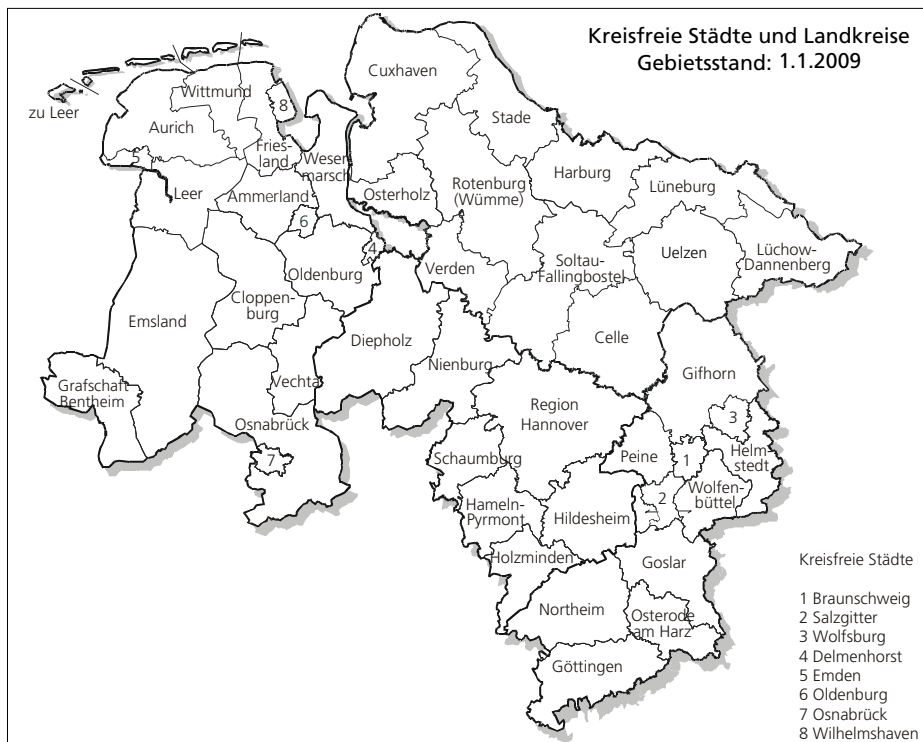 Kreisfreie Städte und Landkreise
Gebietsstand: 1.1.2009
zu Leer
Wittmund
Aurich
8
Fries-
land
5
Leer
Ammerland
Weser
marsch
6
4
Oldenburg
Cloppen-
burg
Emsland
Grafschaft
Bentheim
Vechta
Osnabrück
7
Cuxhaven
Stade
Osterholz
Rotenburg
(Wümme)
Harburg
Lüneburg
Verden
Soltau-
Fallingbostel
Uelzen
Lüchow-
Dannenberg
Diepholz
Nienburg
Celle
Gifhorn
Region
Hannover
3
Peine
1
Helm-
stedt
Schaumburg
2
Wolfen-
büttel
Hameln-
Pyrmont
Hildesheim
Holzminden
Goslar
Northeim
Osterode
am Harz
Göttingen
Kreisfreie Städte
1 Braunschweig
2 Salzgitter
3 Wolfsburg
4 Delmenhorst
5 Emden
6 Oldenburg
7 Osnabrück
8 Wilhelmshaven